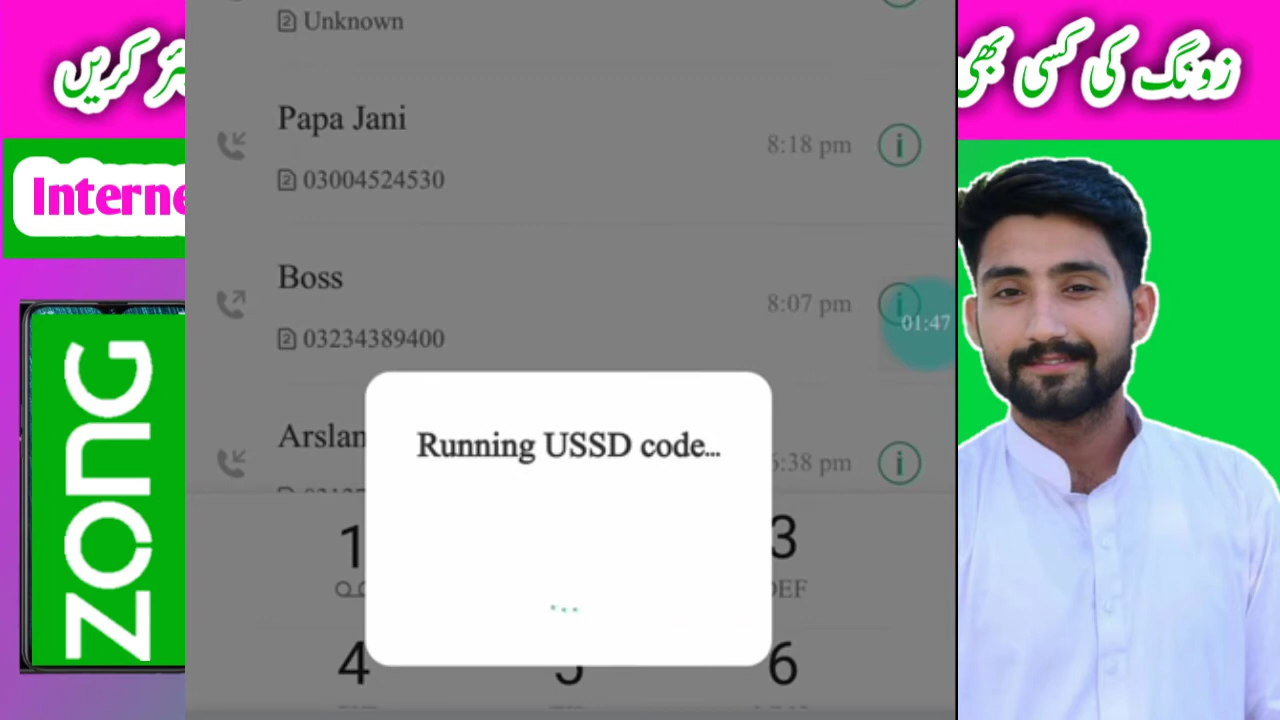 زونگ کی کسی بھی
کریں
Interne
ZONG
Unknown
Papa Jani
8:18 pm
03004524530
Boss
8:07 pm
01:47
03234389400
Arslan
6:38 pm
Running USSD code...
1
3
DEF
4
5
6